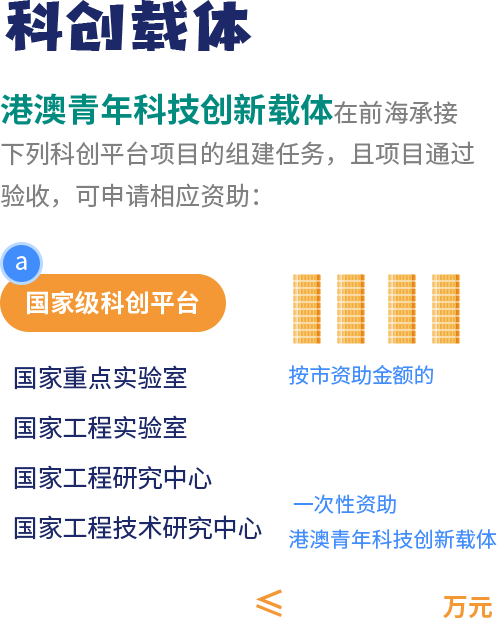 科创载体
港澳青年科技创新载体在前海承接
下列科创平台项目的组建任务，且项目通过
验收，可申请相应资助：
a
国家级科创平台
国家重点实验室
按市资助金额的
国家工程实验室
国家工程研究中心
一次性资助
国家工程技术研究中心
港澳青年科技创新载体
≤
万元